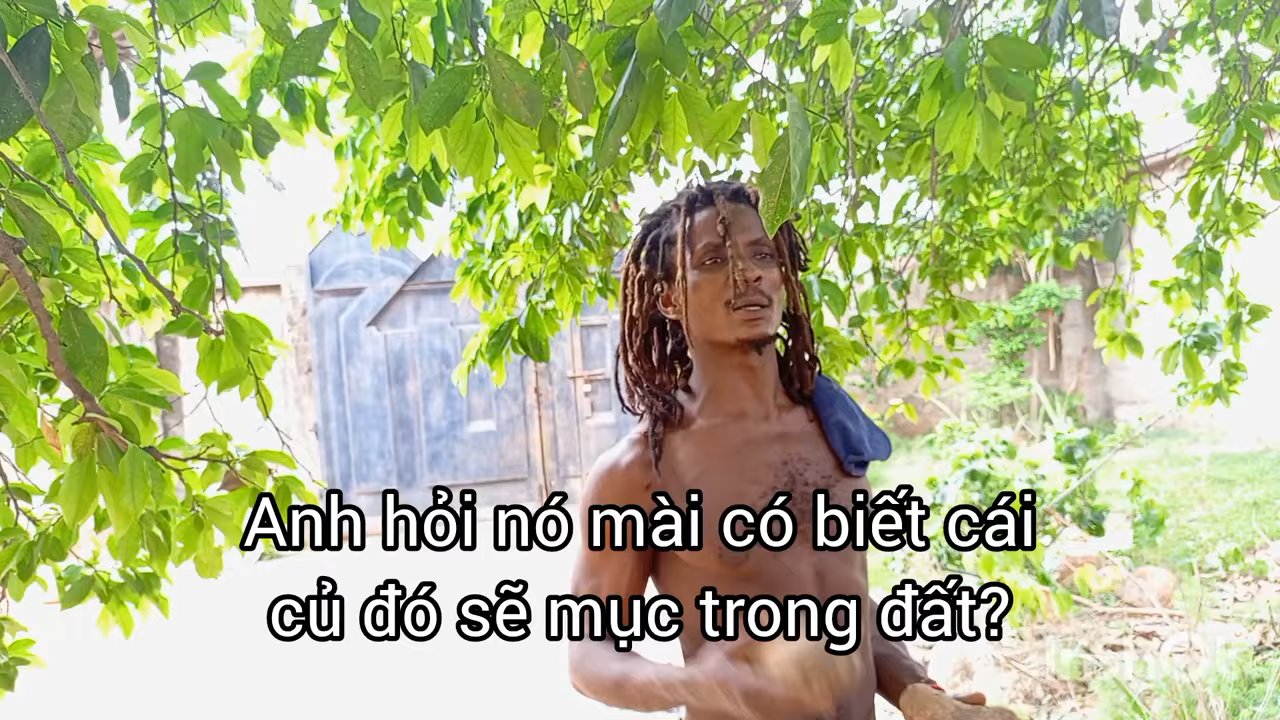 Anh hỏi nó mài có biết cái
củ đó sẽ mục trong đất?